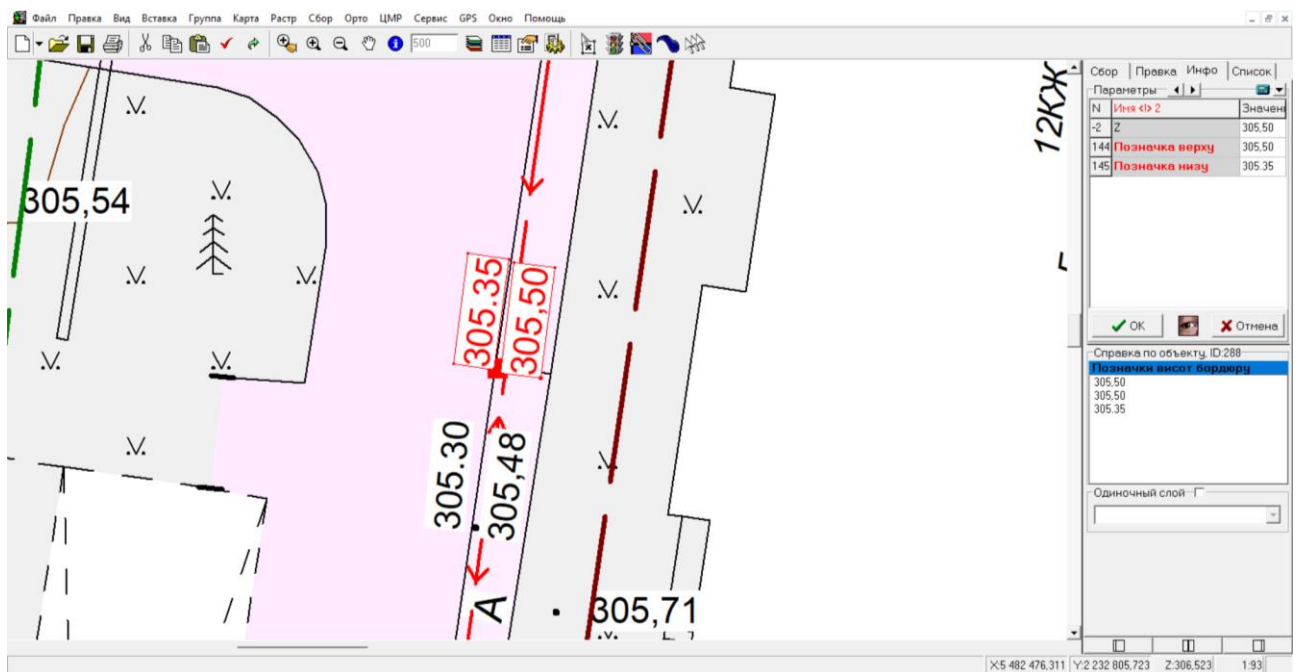 Файл Правка Вид Вставка Группа Карта Растр Сбор Орто ЦМР Сервис GPS Окно Помощь
500
Сбор Правка Инфо Список
Параметры
N Имя <I> 2 Значени
-2 Z 305,50
144 Позначка верху 305,50
145 Позначка низу 305.35
OK Отмена
Справка по объекту, ID:288
Позначки висот бордюру
305,50
305,50
305.35
Одиночный слой
12КЖ
305,54
305.35
305,50
305.30
305,48
А
305,71
X:5 482 476,311 Y:2 232 805,723 Z:306,523 1:93